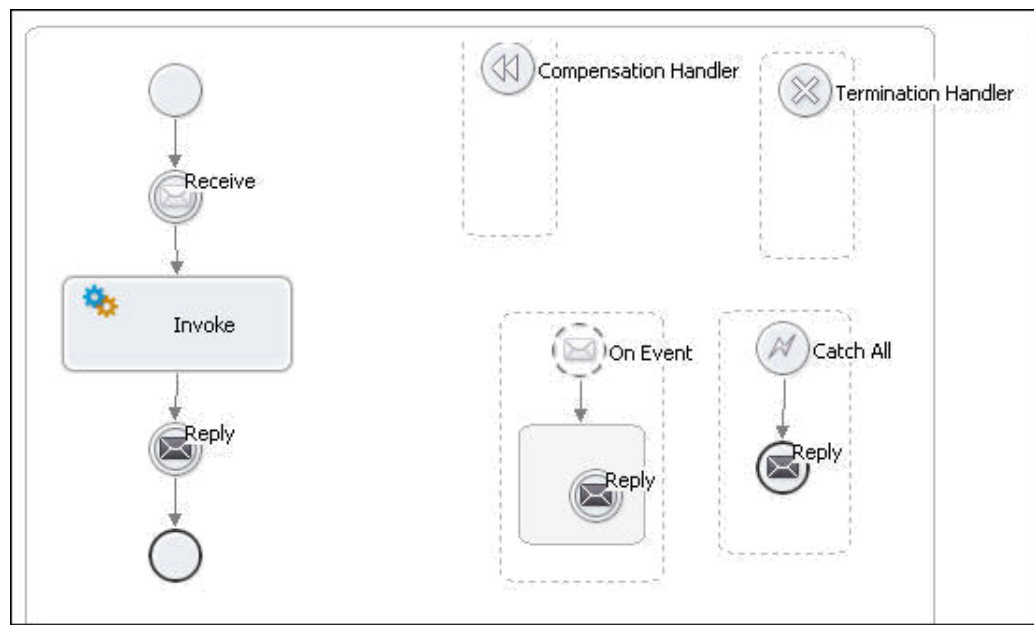 Compensation Handler
Termination Handler
Receive
Invoke
On Event
Catch All
Reply
Reply
Reply